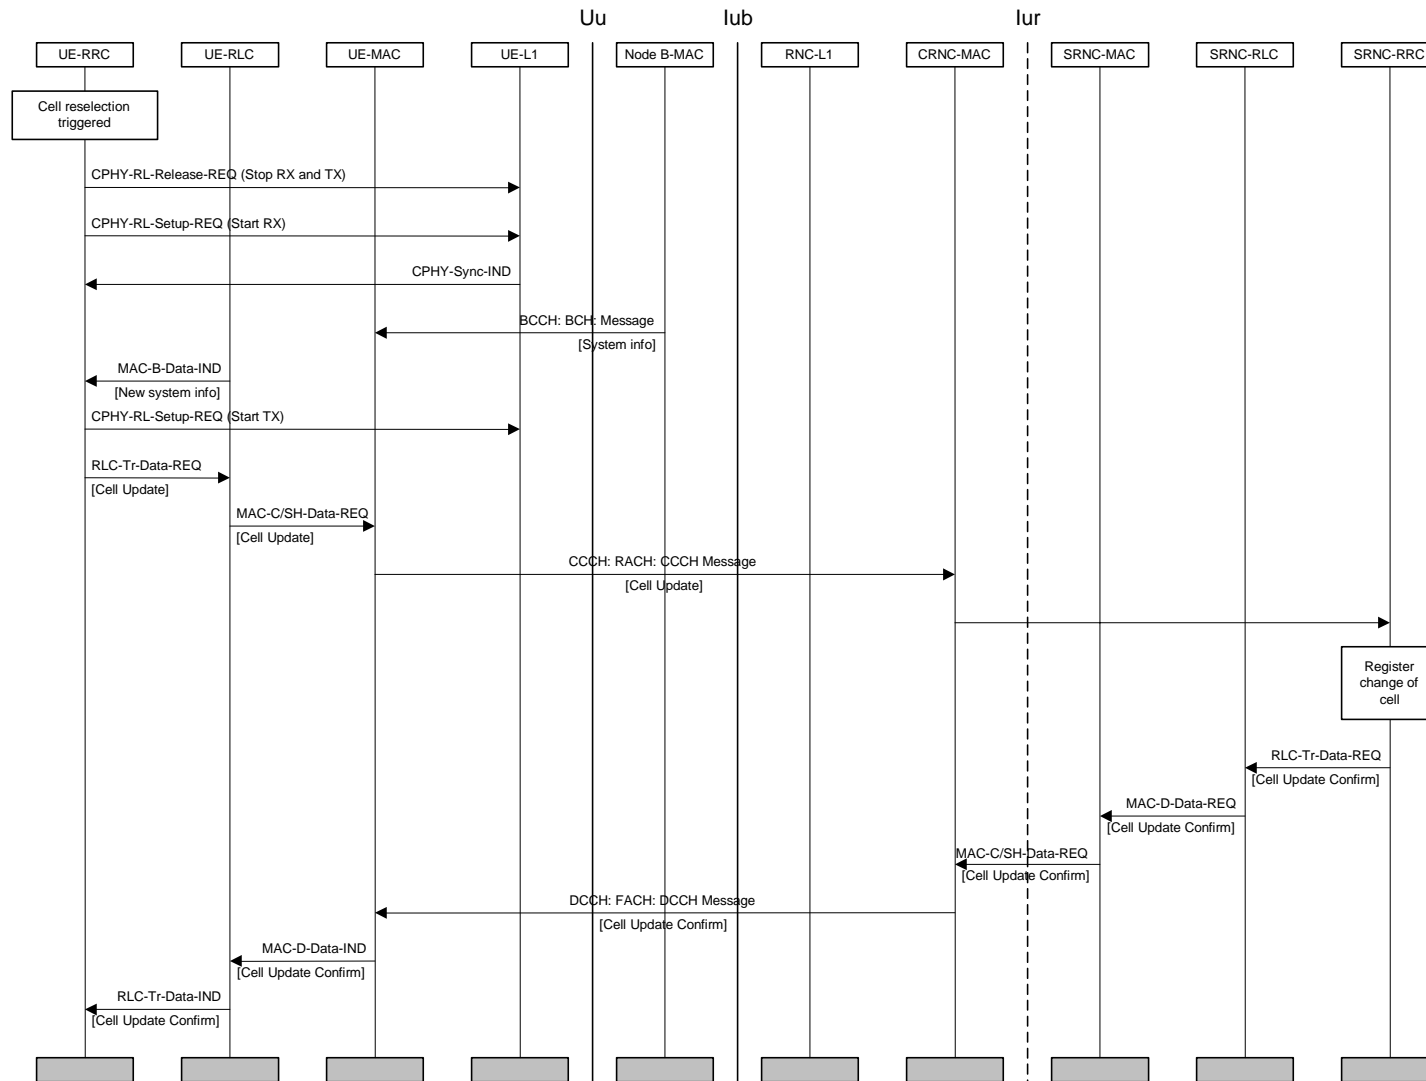 Uu
Iub
Iur
UE-RRC
UE-RLC
UE-MAC
UE-L1
Node B-MAC
RNC-L1
CRNC-MAC
SRNC-MAC
SRNC-RLC
SRNC-RRC
Cell reselection
triggered
CPHY-RL-Release-REQ (Stop RX and TX)
CPHY-RL-Setup-REQ (Start RX)
CPHY-Sync-IND
BCCH: BCH: Message
[System info]
MAC-B-Data-IND
[New system info]
CPHY-RL-Setup-REQ (Start TX)
RLC-Tr-Data-REQ
[Cell Update]
MAC-C/SH-Data-REQ
[Cell Update]
CCCH: RACH: CCCH Message
[Cell Update]
Register
change of
cell
RLC-Tr-Data-REQ
[Cell Update Confirm]
MAC-D-Data-REQ
[Cell Update Confirm]
MAC-C/SH-Data-REQ
[Cell Update Confirm]
DCCH: FACH: DCCH Message
[Cell Update Confirm]
MAC-D-Data-IND
[Cell Update Confirm]
RLC-Tr-Data-IND
[Cell Update Confirm]